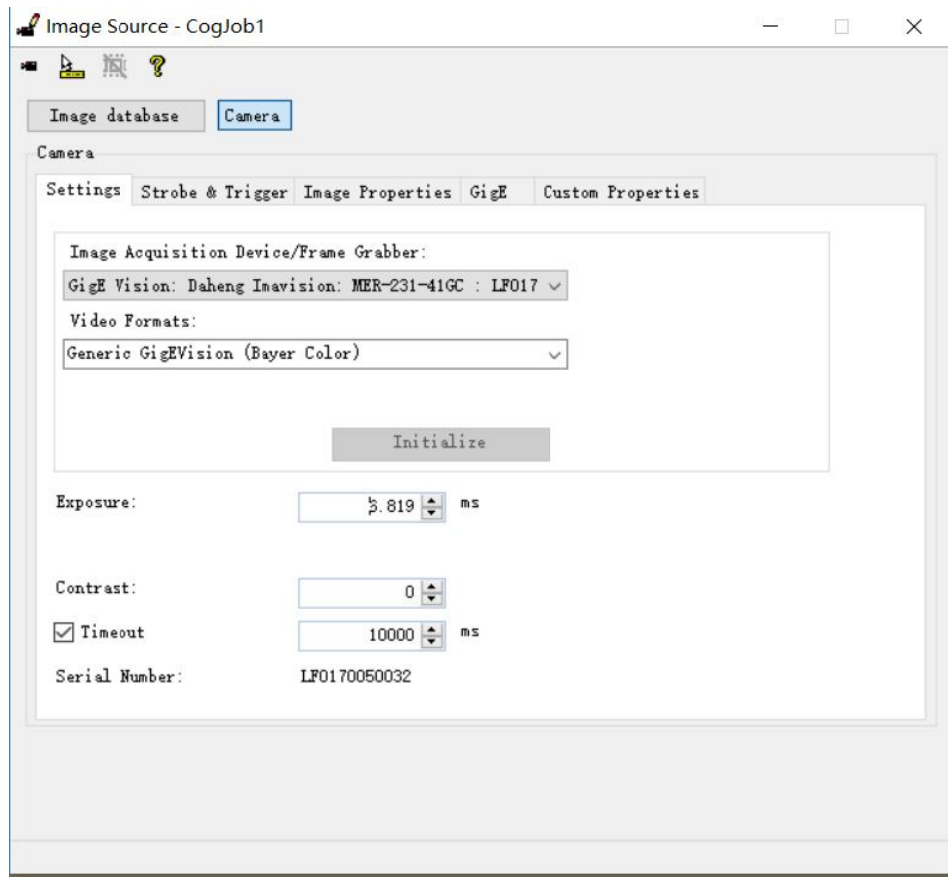 Image Source - CogJob1
Image database Camera
Camera
Settings Strobe & Trigger Image Properties GigE Custom Properties
Image Acquisition Device/Frame Grabber:
GigE Vision: Daheng Imavision: MER-231-41GC : LF017
Video Formats:
Generic GigEVision (Bayer Color)
Initialize
Exposure: 3.819 ms
Contrast: 0
Timeout 10000 ms
Serial Number: LF0170050032